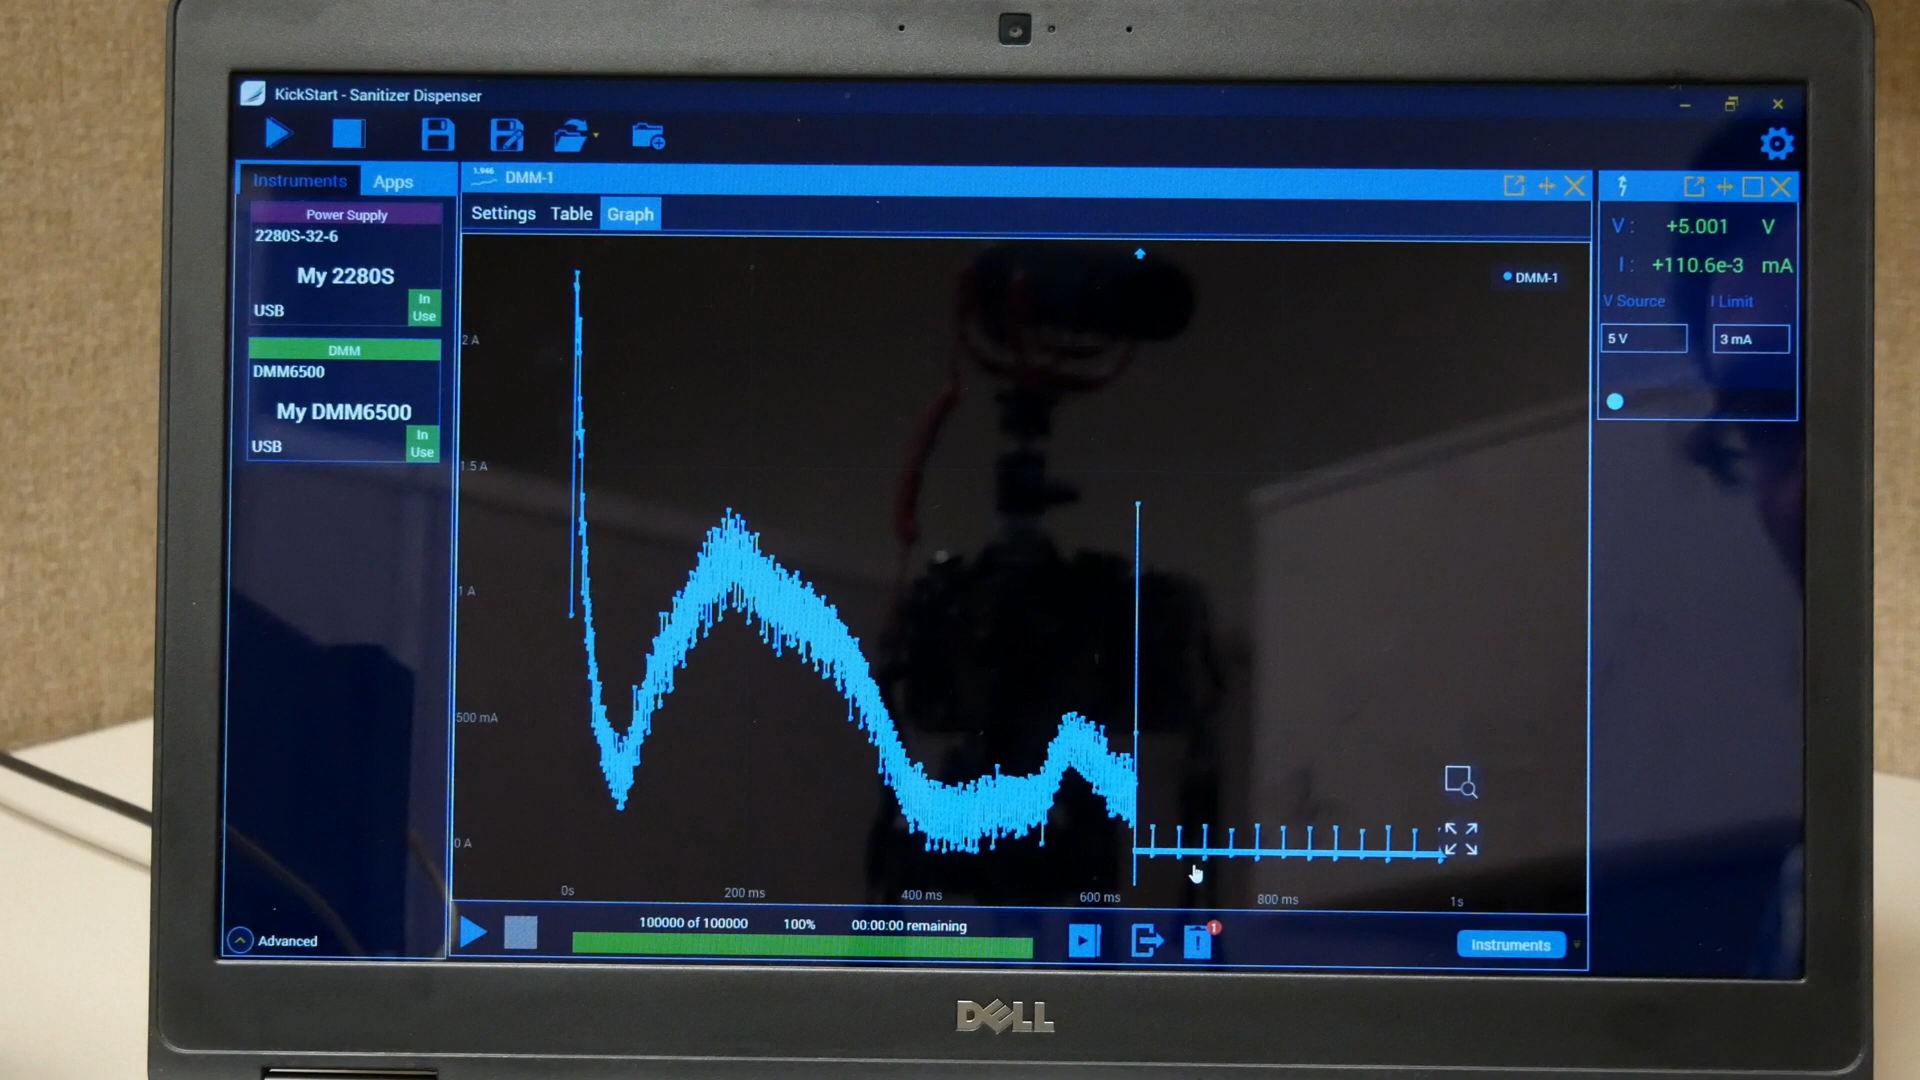 KickStart - Sanitizer Dispenser
Instruments Apps
Power Supply
2280S-32-6
My 2280S
USB
In Use
DMM
DMM6500
My DMM6500
USB
In Use
Advanced
1.946
DMM-1
Settings Table Graph
DMM-1
2 A
1.5 A
1 A
500 mA
0 A
0s 200 ms 400 ms 600 ms 800 ms 1s
100000 of 100000 100% 00:00:00 remaining
1
Instruments
V : +5.001 V
I : +110.6e-3 mA
V Source I Limit
5 V 3 mA
DELL